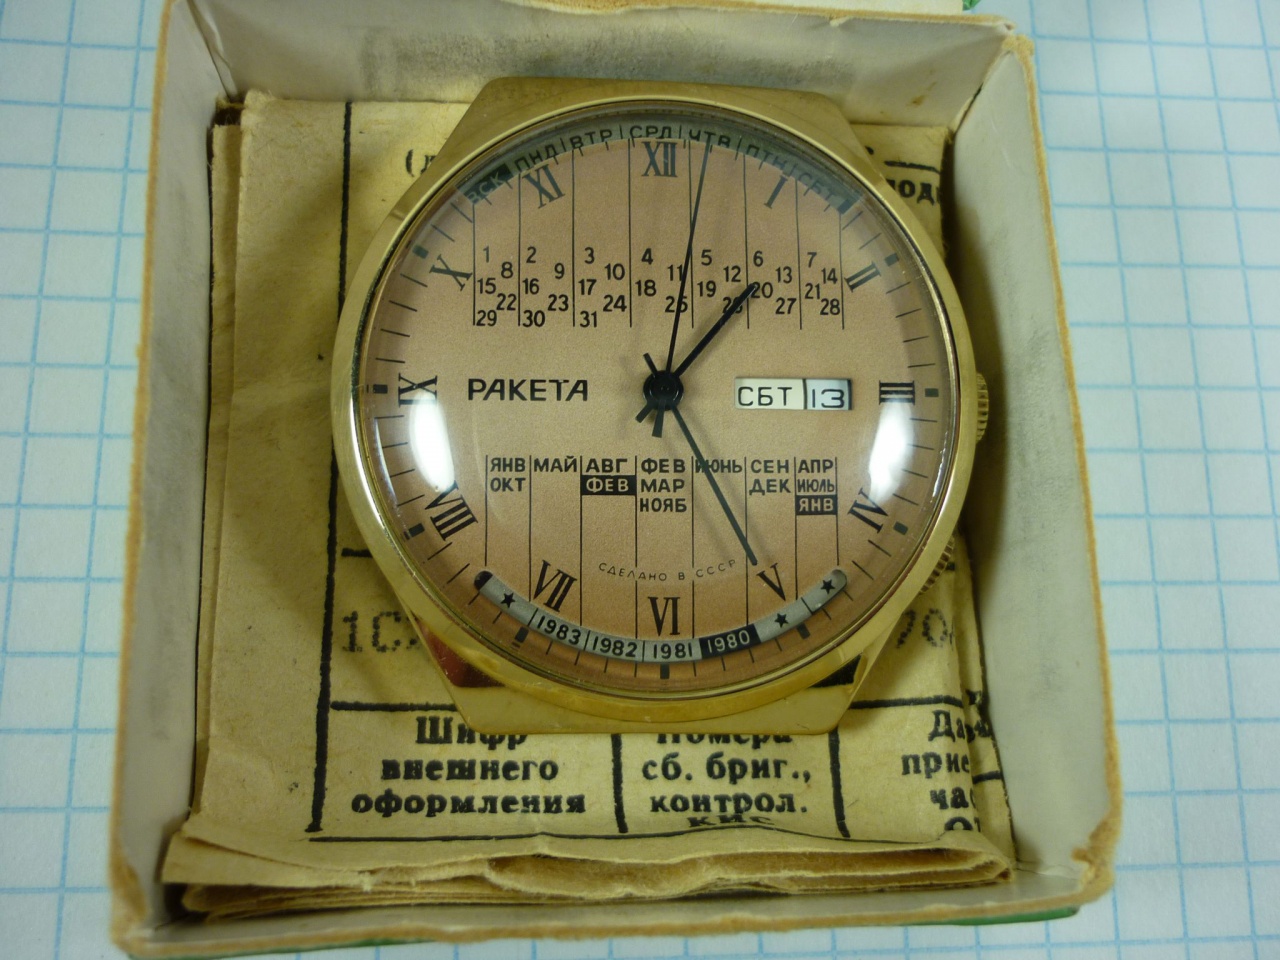 ВСК ПНД ВТР СРД ЧТВ ПТН СБТ
XII
XI I
X II
1 2 3 4 5 6 7
8 9 10 11 12 13 14
15 16 17 18 19 20 21
22 23 24 25 26 27 28
29 30 31
IX РАКЕТА СБТ 13 III
ЯНВ МАЙ АВГ ФЕВ ИЮНЬ СЕН АПР
ОКТ ФЕВ МАР ДЕК ИЮЛЬ
НОЯБ ЯНВ
VIII IV
СДЕЛАНО В СССР
VII V
VI
1983 1982 1981 1980
Шифр Номера
внешнего сб. бриг.,
оформления контрол.
кис